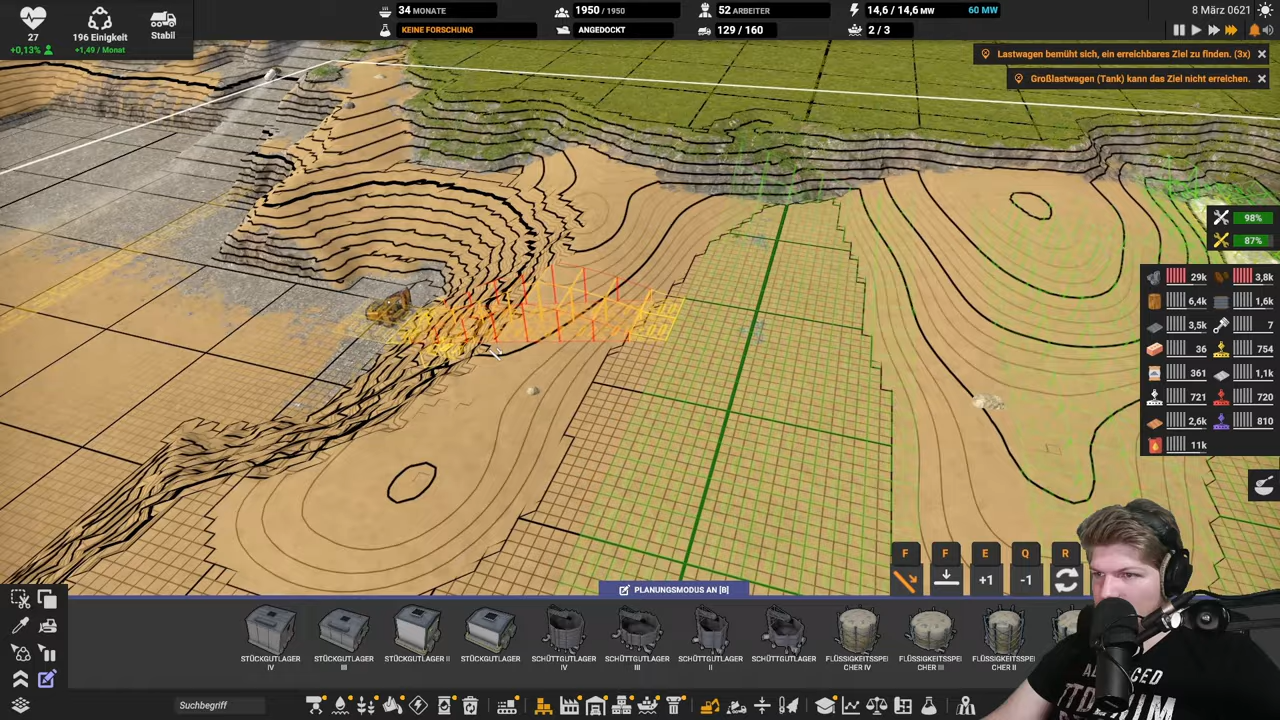 34 MONATE
1950 / 1950
52 ARBEITER
14,6 / 14,6 MW
60 MW
8 März 0621
27
196 Einigkeit
Stabil
+0,13%
+1,49 / Monat
KEINE FORSCHUNG
ANGEDOCKT
129 / 160
2 / 3
Lastwagen bemüht sich, ein erreichbares Ziel zu finden. (3x)
Großlastwagen (Tank) kann das Ziel nicht erreichen.
98%
87%
29k
3,8k
6,4k
1,6k
3,5k
7
36
754
361
1,1k
721
720
2,6k
810
11k
F
F
E
Q
R
+1
-1
PLANUNGSMODUS AN [B]
STÜCKGUTLAGER IV
STÜCKGUTLAGER III
STÜCKGUTLAGER II
STÜCKGUTLAGER
SCHÜTTGUTLAGER IV
SCHÜTTGUTLAGER III
SCHÜTTGUTLAGER II
SCHÜTTGUTLAGER
FLÜSSIGKEITSSPEICHER IV
FLÜSSIGKEITSSPEICHER III
FLÜSSIGKEITSSPEICHER II
Suchbegriff